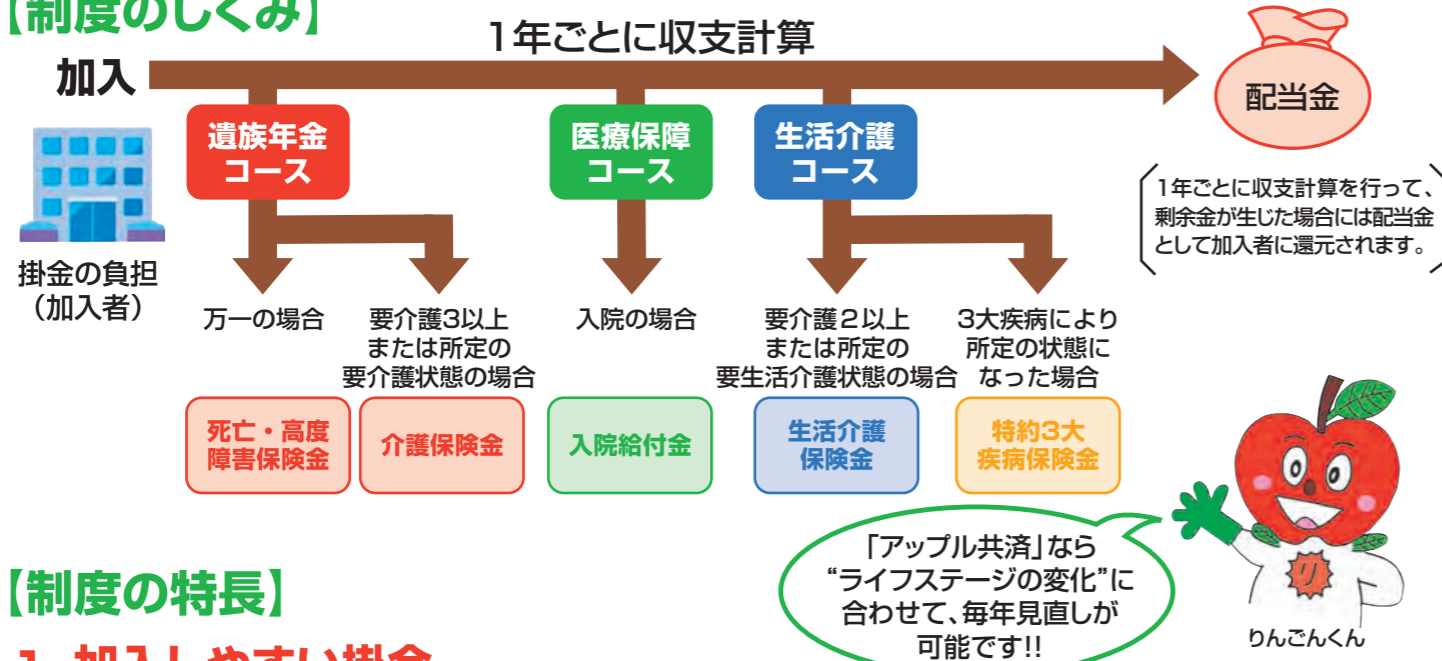 【制度のしくみ】
1年ごとに収支計算
加入
配当金
遺族年金
コース
医療保障
コース
生活介護
コース
1年ごとに収支計算を行って、
剰余金が生じた場合には配当金
として加入者に還元されます。
掛金の負担
（加入者）
万一の場合
要介護3以上
または所定の
要介護状態の場合
入院の場合
要介護2以上
または所定の
要生活介護状態の場合
3大疾病により
所定の状態に
なった場合
死亡・高度
障害保険金
介護保険金
入院給付金
生活介護
保険金
特約3大
疾病保険金
「アップル共済」なら
“ライフステージの変化”に
合わせて、毎年見直しが
可能です!!
り
りんごんくん
【制度の特長】
1 加入しやすい掛金